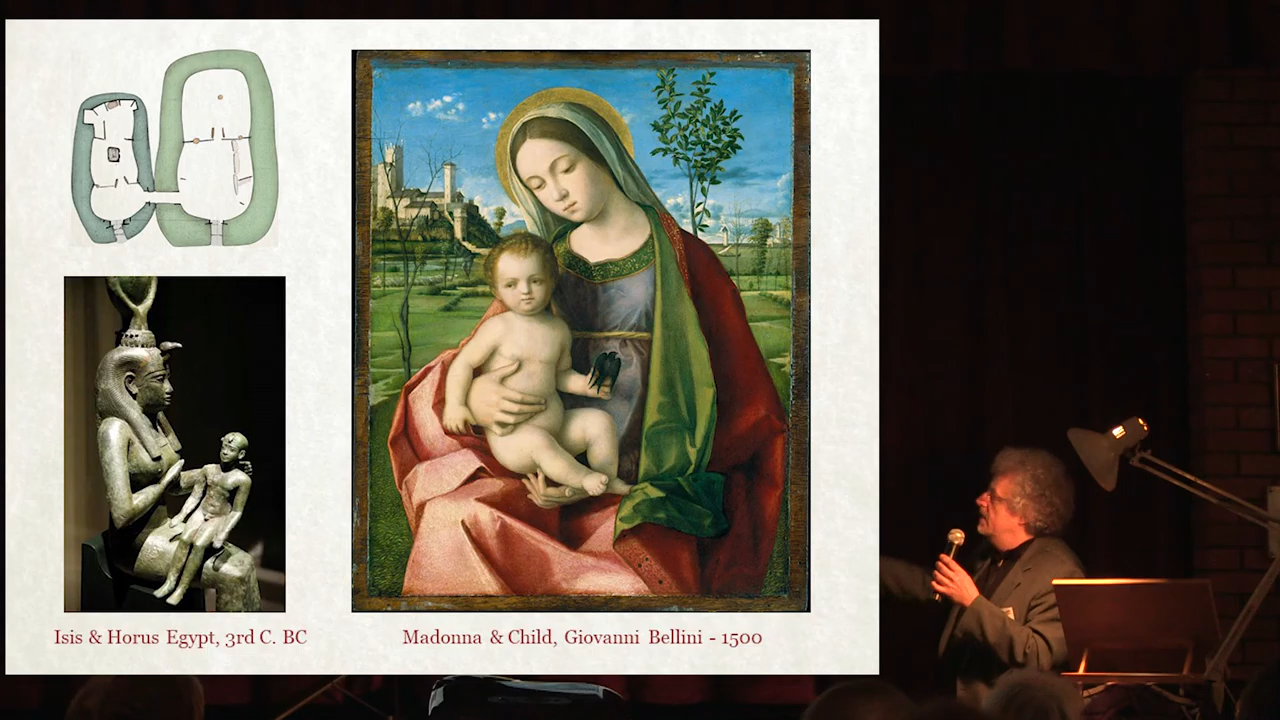 Isis & Horus Egypt, 3rd C. BC
Madonna & Child, Giovanni Bellini - 1500